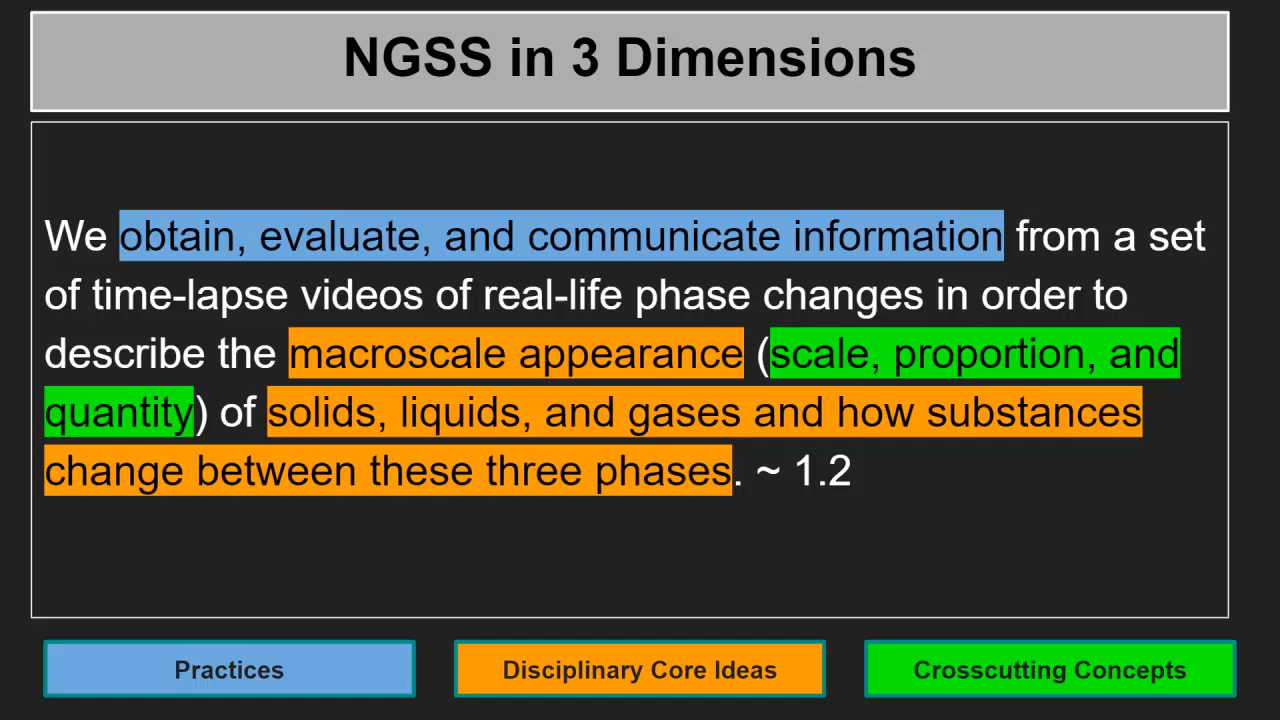 NGSS in 3 Dimensions
We obtain, evaluate, and communicate information from a set
of time-lapse videos of real-life phase changes in order to
describe the macroscale appearance (scale, proportion, and
quantity) of solids, liquids, and gases and how substances
change between these three phases. ~ 1.2
Practices
Disciplinary Core Ideas
Crosscutting Concepts